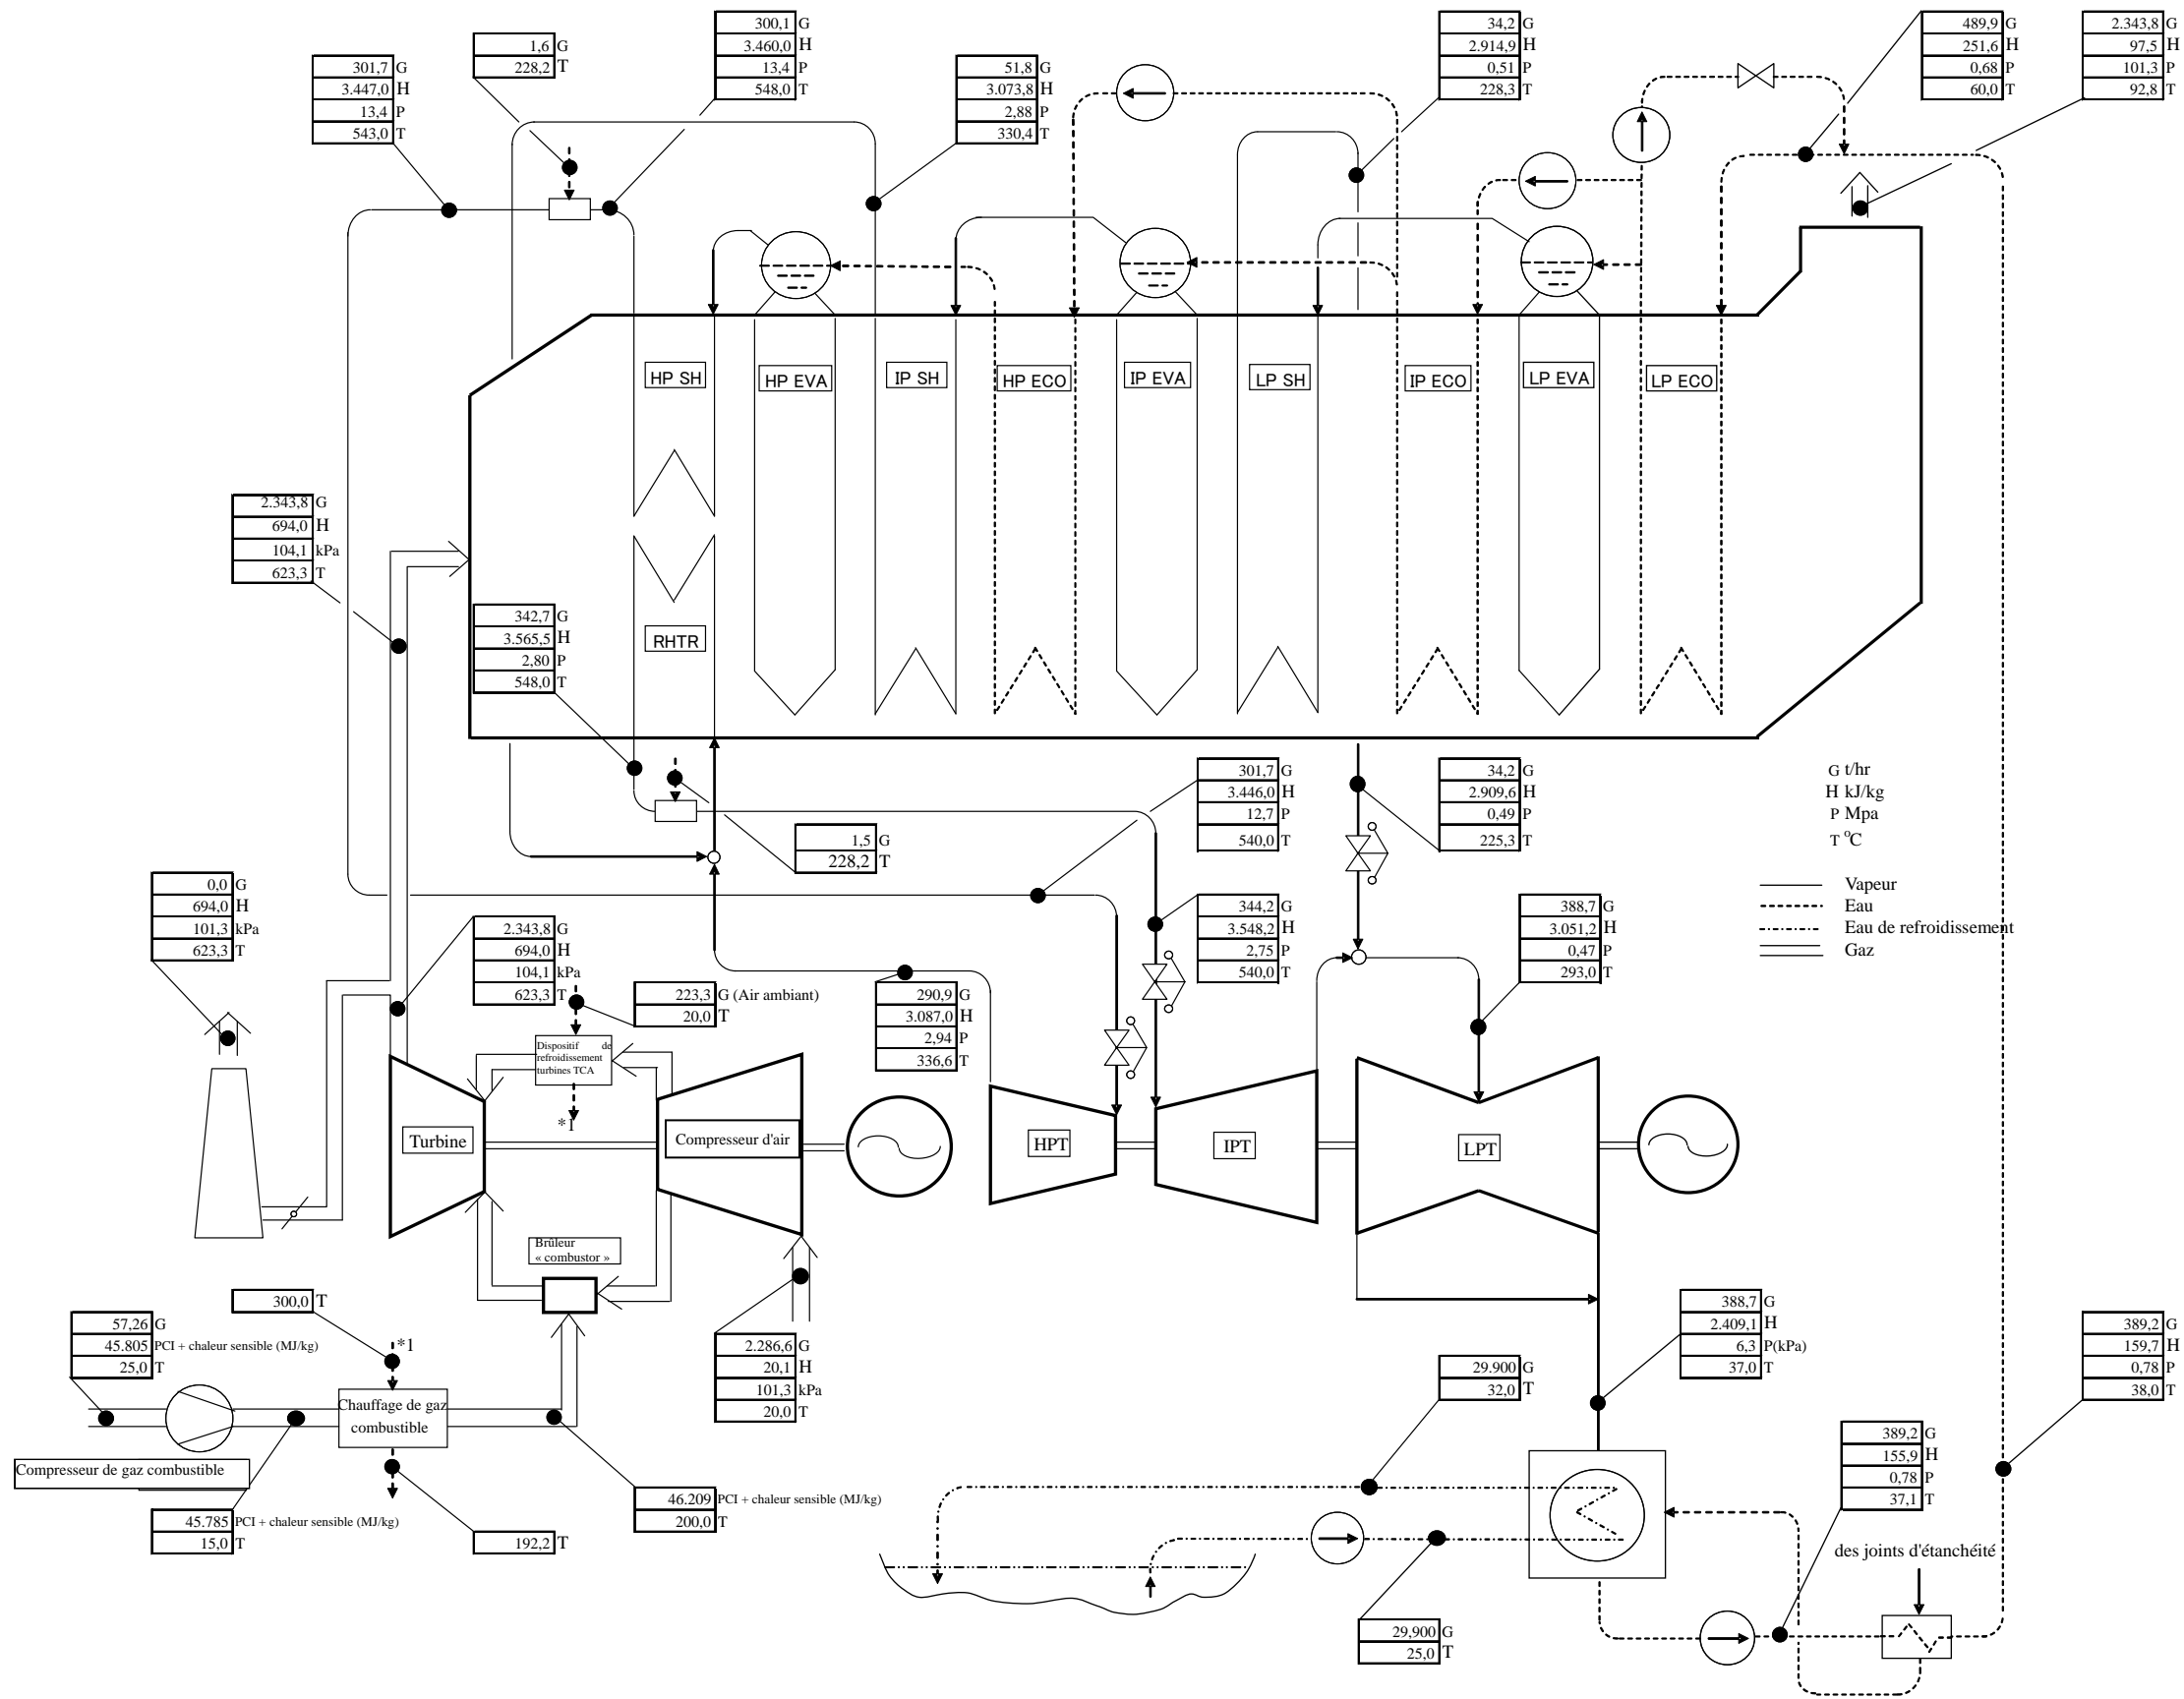 300,1 G
3.460,0 H
13,4 P
548,0 T
34,2 G
2.914,9 H
0,51 P
228,3 T
489,9 G
251,6 H
0,68 P
60,0 T
2.343,8 G
97,5 H
101,3 P
92,8 T
1,6 G
228,2 T
301,7 G
3.447,0 H
13,4 P
543,0 T
51,8 G
3.073,8 H
2,88 P
330,4 T
HP SH
HP EVA
IP SH
HP ECO
IP EVA
LP SH
IP ECO
LP EVA
LP ECO
2.343,8 G
694,0 H
104,1 kPa
623,3 T
342,7 G
3.565,5 H
2,80 P
548,0 T
RHTR
301,7 G
3.446,0 H
12,7 P
540,0 T
34,2 G
2.909,6 H
0,49 P
225,3 T
G t/hr
H kJ/kg
P Mpa
T °C
1,5 G
228,2 T
Vapeur
Eau
Eau de refroidissement
Gaz
0,0 G
694,0 H
101,3 kPa
623,3 T
344,2 G
3.548,2 H
2,75 P
540,0 T
388,7 G
3.051,2 H
0,47 P
293,0 T
2.343,8 G
694,0 H
104,1 kPa
623,3 T
223,3 G (Air ambiant)
20,0 T
290,9 G
3.087,0 H
2,94 P
336,6 T
Dispositif de
refroidissement
turbines TCA
*1
Turbine
Compresseur d'air
HPT
IPT
LPT
Brûleur
« combustor »
300,0 T
*1
57,26 G
45.805 PCI + chaleur sensible (MJ/kg)
25,0 T
2.286,6 G
20,1 H
101,3 kPa
20,0 T
388,7 G
2.409,1 H
6,3 P(kPa)
37,0 T
389,2 G
159,7 H
0,78 P
38,0 T
29.900 G
32,0 T
Chauffage de gaz
combustible
Compresseur de gaz combustible
389,2 G
155,9 H
0,78 P
37,1 T
46.209 PCI + chaleur sensible (MJ/kg)
200,0 T
45.785 PCI + chaleur sensible (MJ/kg)
15,0 T
192,2 T
des joints d'étanchéité
29,900 G
25,0 T